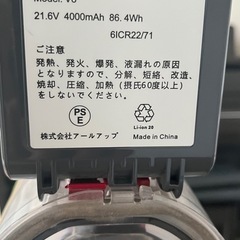 21.6V 4000mAh 86.4Wh
6ICR22/71
ご注意
発熱、発火、爆発、液漏れの原因
となりますので、分解、短絡、改造、
焼却、圧縮、加熱(摂氏60度以上)
をしないでください。
PS
E
株式会社アールアップ
Li-ion 20
Made in China